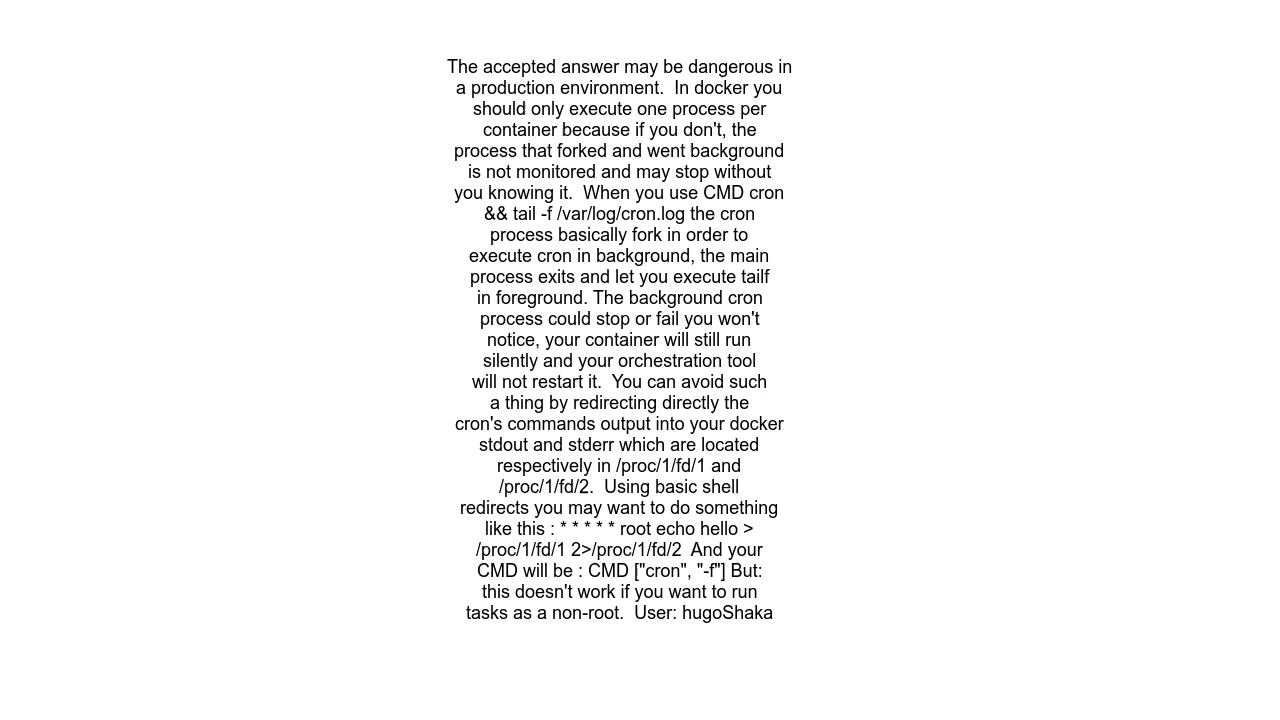 The accepted answer may be dangerous in
a production environment.  In docker you
should only execute one process per
container because if you don't, the
process that forked and went background
is not monitored and may stop without
you knowing it.  When you use CMD cron
&& tail -f /var/log/cron.log the cron
process basically fork in order to
execute cron in background, the main
process exits and let you execute tailf
in foreground. The background cron
process could stop or fail you won't
notice, your container will still run
silently and your orchestration tool
will not restart it.  You can avoid such
a thing by redirecting directly the
cron's commands output into your docker
stdout and stderr which are located
respectively in /proc/1/fd/1 and
/proc/1/fd/2.  Using basic shell
redirects you may want to do something
like this : * * * * * root echo hello >
/proc/1/fd/1 2>/proc/1/fd/2  And your
CMD will be : CMD ["cron", "-f"] But:
this doesn't work if you want to run
tasks as a non-root.  User: hugoShaka